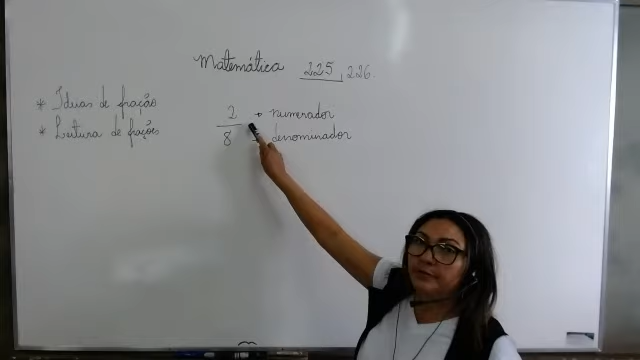 Matemática 225, 226.
* Ideias de fração
* Leitura de frações
2 → numerador
8 → denominador